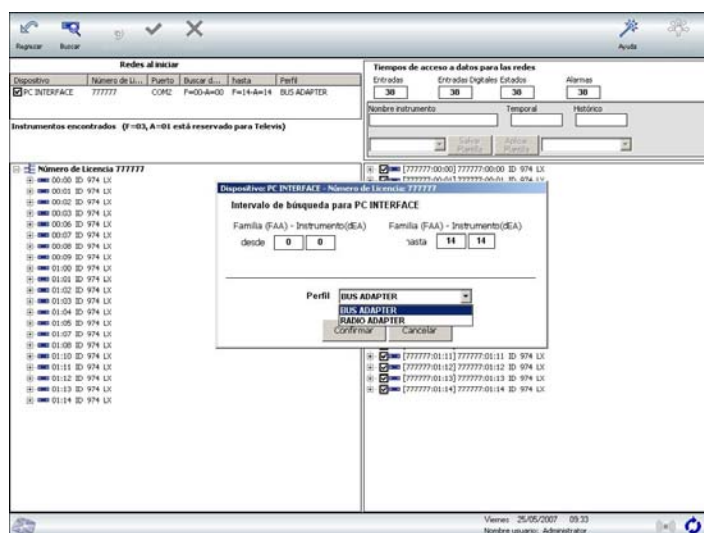 Regresar Buscar Ayuda
Redes al iniciar
Dispositivo Número de Li... Puerto Buscar d... hasta Perfil
PC INTERFACE 777777 COM2 F=00-A=00 F=14-A=14 BUS ADAPTER
Instrumentos encontrados (F=03, A=01 está reservado para Televis)
Tiempos de acceso a datos para las redes
Entradas Entradas Digitales Estados Alarmas
30 30 30 30
Nombre instrumento Temporal Histórico
Salvar Plantilla
Aplicar Plantilla
Número de Licencia 777777
00:00 ID 974 LX
00:01 ID 974 LX
00:02 ID 974 LX
00:03 ID 974 LX
00:06 ID 974 LX
00:07 ID 974 LX
00:08 ID 974 LX
00:09 ID 974 LX
01:00 ID 974 LX
01:01 ID 974 LX
01:02 ID 974 LX
01:03 ID 974 LX
01:04 ID 974 LX
01:05 ID 974 LX
01:07 ID 974 LX
01:08 ID 974 LX
01:10 ID 974 LX
01:11 ID 974 LX
01:12 ID 974 LX
01:13 ID 974 LX
01:14 ID 974 LX
[777777:00:00] 777777:00:00 ID 974 LX
[777777:00:01] 777777:00:01 ID 974 LX
Dispositivo: PC INTERFACE - Número de Licencia: 777777
Intervalo de búsqueda para PC INTERFACE
Familia (FAA) - Instrumento(dEA) Familia (FAA) - Instrumento(dEA)
desde 0 0 hasta 14 14
Perfil BUS ADAPTER
BUS ADAPTER
RADIO ADAPTER
Confirmar Cancelar
[777777:01:11] 777777:01:11 ID 974 LX
[777777:01:12] 777777:01:12 ID 974 LX
[777777:01:13] 777777:01:13 ID 974 LX
[777777:01:14] 777777:01:14 ID 974 LX
Viernes 25/05/2007 09:33
Nombre usuario: Administrator